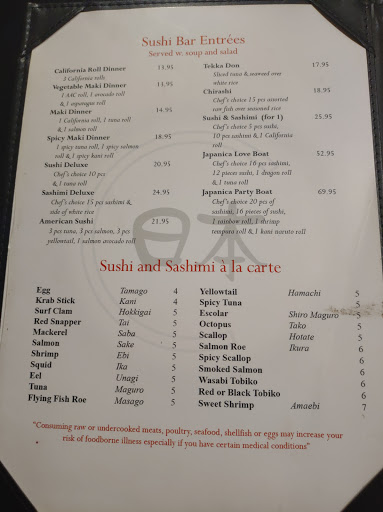 Sushi Bar Entrées
Served w. soup and salad
California Roll Dinner 13.95
3 California rolls
Vegetable Maki Dinner 13.95
1 AAC roll, 1 avocado roll
& 1 asparagus roll
Maki Dinner 14.95
1 California roll, 1 tuna roll
& 1 salmon roll
Spicy Maki Dinner 18.95
1 spicy tuna roll, 1 spicy salmon
roll & 1 spicy kani roll
Sushi Deluxe 20.95
Chef's choice 10 pcs
& 1 tuna roll
Sashimi Deluxe 24.95
Chef's choice 15 pcs sashimi &
side of white rice
American Sushi 21.95
3 pcs tuna, 3 pcs salmon, 3 pcs
yellowtail, 1 salmon avocado roll
Tekka Don 17.95
Sliced tuna & seaweed over
white rice
Chirashi 18.95
Chef's choice 15 pcs assorted
raw fish over seasoned rice
Sushi & Sashimi (for 1) 25.95
Chef's choice 5 pcs sushi,
10 pcs sashimi & 1 California
roll
Japanica Love Boat 52.95
Chef's choice 16 pcs sashimi,
12 pieces sushi, 1 dragon roll
& 1 tuna roll
Japanica Party Boat 69.95
Chef's choice 20 pcs of
sashimi, 16 pieces of sushi,
1 rainbow roll, 1 shrimp
tempura roll & 1 kani naruto roll
日本
Sushi and Sashimi à la carte
Egg Tamago 4
Krab Stick Kani 4
Surf Clam Hokkigai 5
Red Snapper Tai 5
Mackerel Saba 5
Salmon Sake 5
Shrimp Ebi 5
Squid Ika 5
Eel Unagi 5
Tuna Maguro 5
Flying Fish Roe Masago 5
Yellowtail Hamachi 5
Spicy Tuna 5
Escolar Shiro Maguro 5
Octopus Tako 5
Scallop Hotate 5
Salmon Roe Ikura 6
Spicy Scallop 6
Smoked Salmon 6
Wasabi Tobiko 6
Red or Black Tobiko 6
Sweet Shrimp Amaebi 7
"Consuming raw or undercooked meats, poultry, seafood, shellfish or eggs may increase your
risk of foodborne illness especially if you have certain medical conditions"